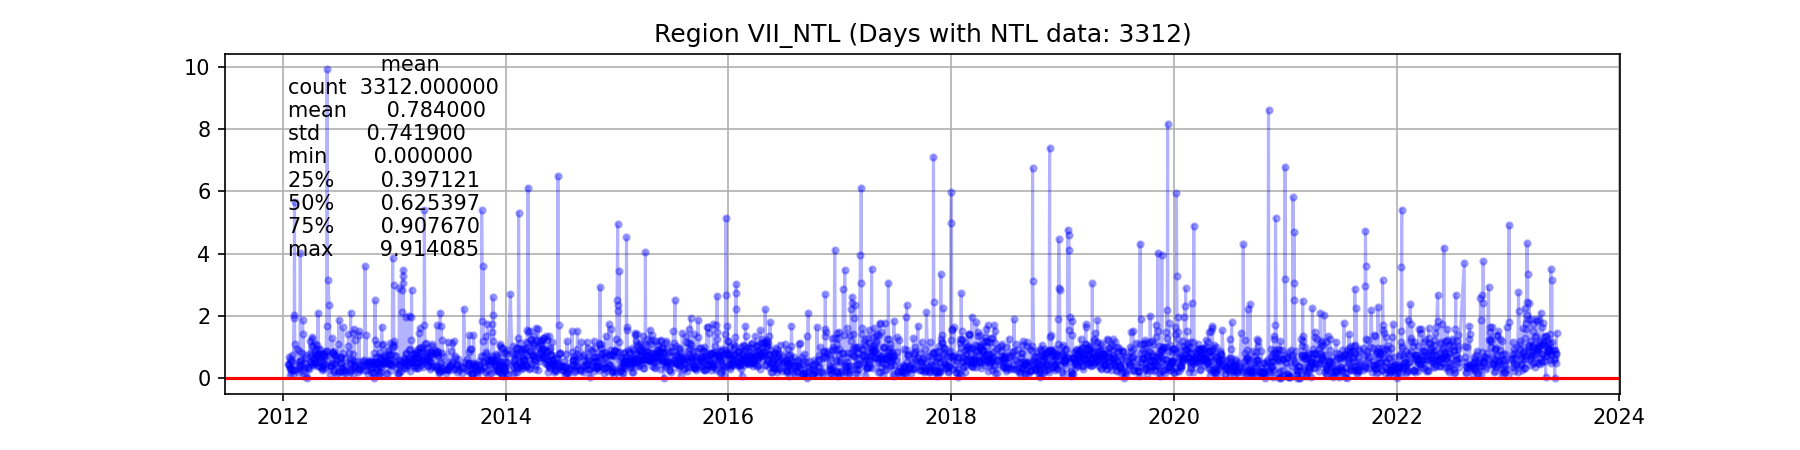 Region VII_NTL (Days with NTL data: 3312)
10
8
6
4
2
0
mean
count 3312.000000
mean 0.784000
std 0.741900
min 0.000000
25% 0.397121
50% 0.625397
75% 0.907670
max 9.914085
2012 2014 2016 2018 2020 2022 2024